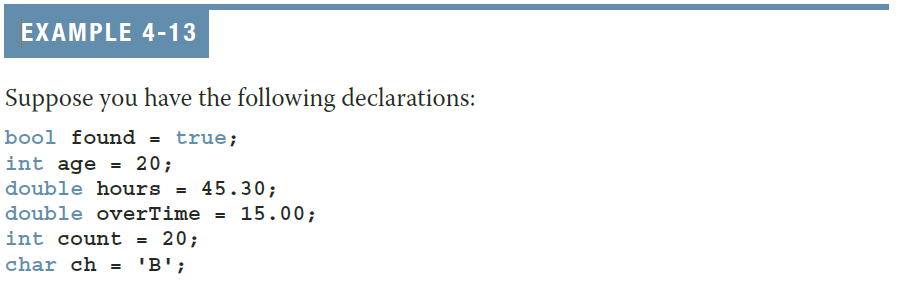 EXAMPLE 4-13
Suppose you have the following declarations:
bool found = true;
int age = 20;
double hours = 45.30;
double overTime = 15.00;
int count = 20;
char ch = 'B';